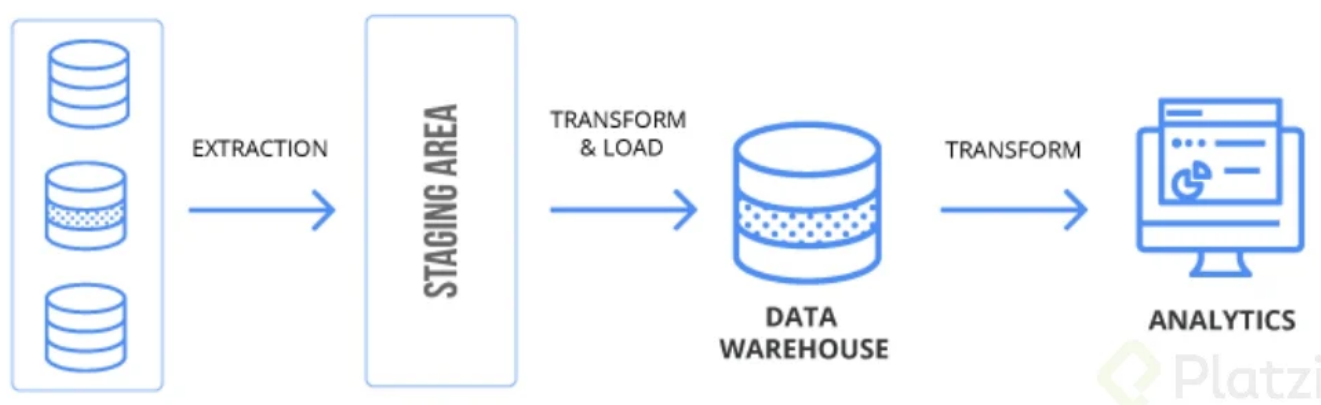 EXTRACTION
STAGING AREA
TRANSFORM
& LOAD
DATA
WAREHOUSE
TRANSFORM
ANALYTICS
Platzi